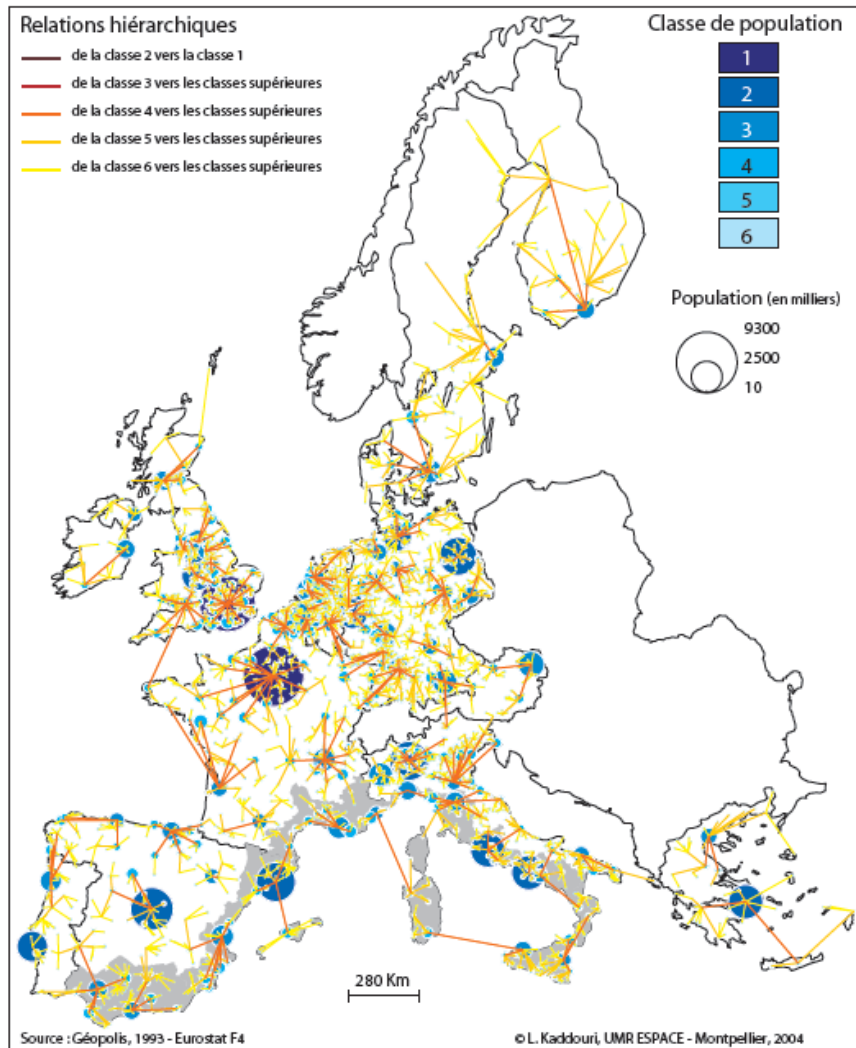 Relations hiérarchiques
de la classe 2 vers la classe 1
de la classe 3 vers les classes supérieures
de la classe 4 vers les classes supérieures
de la classe 5 vers les classes supérieures
de la classe 6 vers les classes supérieures
Classe de population
1
2
3
4
5
6
Population (en milliers)
9300
2500
10
280 Km
Source : Géopolis, 1993 - Eurostat F4
© L. Kaddouri, UMR ESPACE - Montpellier, 2004